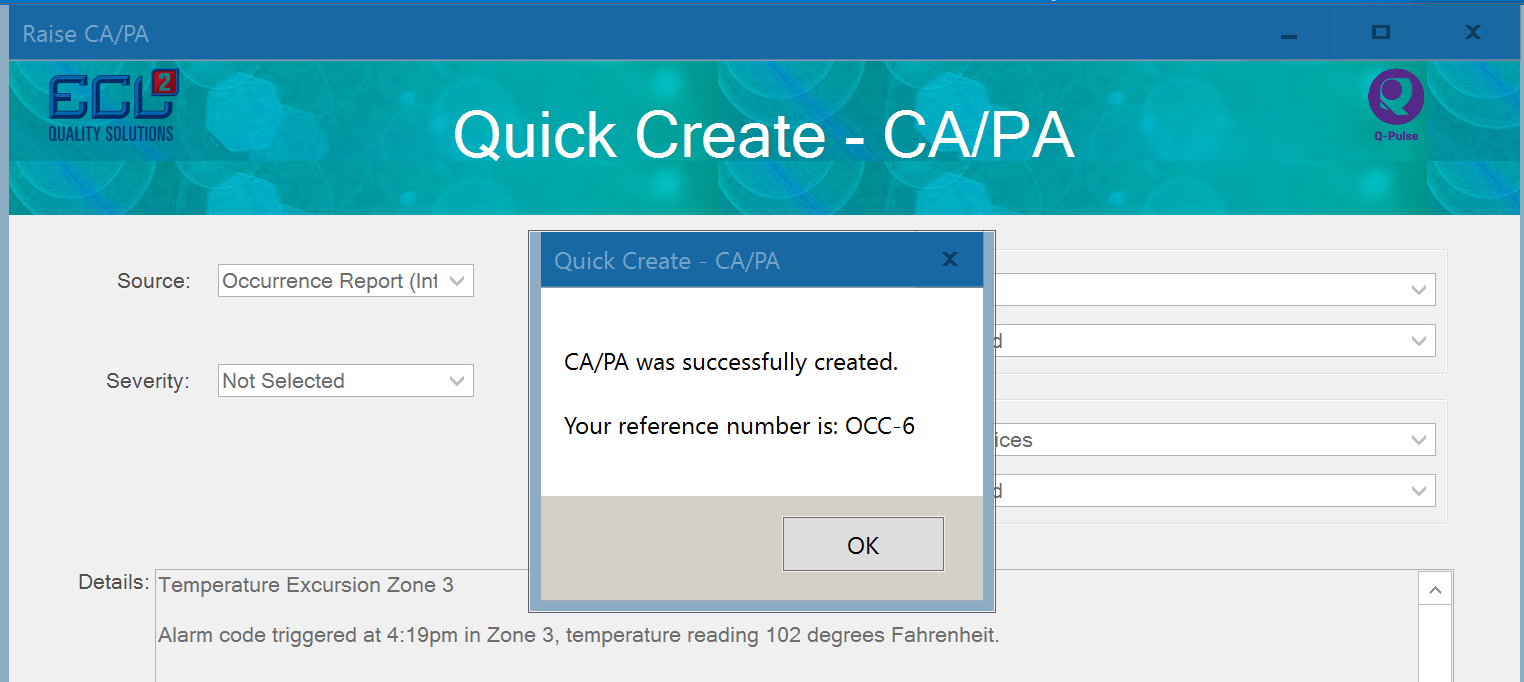 Raise CA/PA
ECL2
QUALITY SOLUTIONS
Quick Create - CA/PA
Q-Pulse
Source: Occurrence Report (Int
Severity: Not Selected
Quick Create - CA/PA
CA/PA was successfully created.
Your reference number is: OCC-6
OK
d
ices
d
Details: Temperature Excursion Zone 3
Alarm code triggered at 4:19pm in Zone 3, temperature reading 102 degrees Fahrenheit.